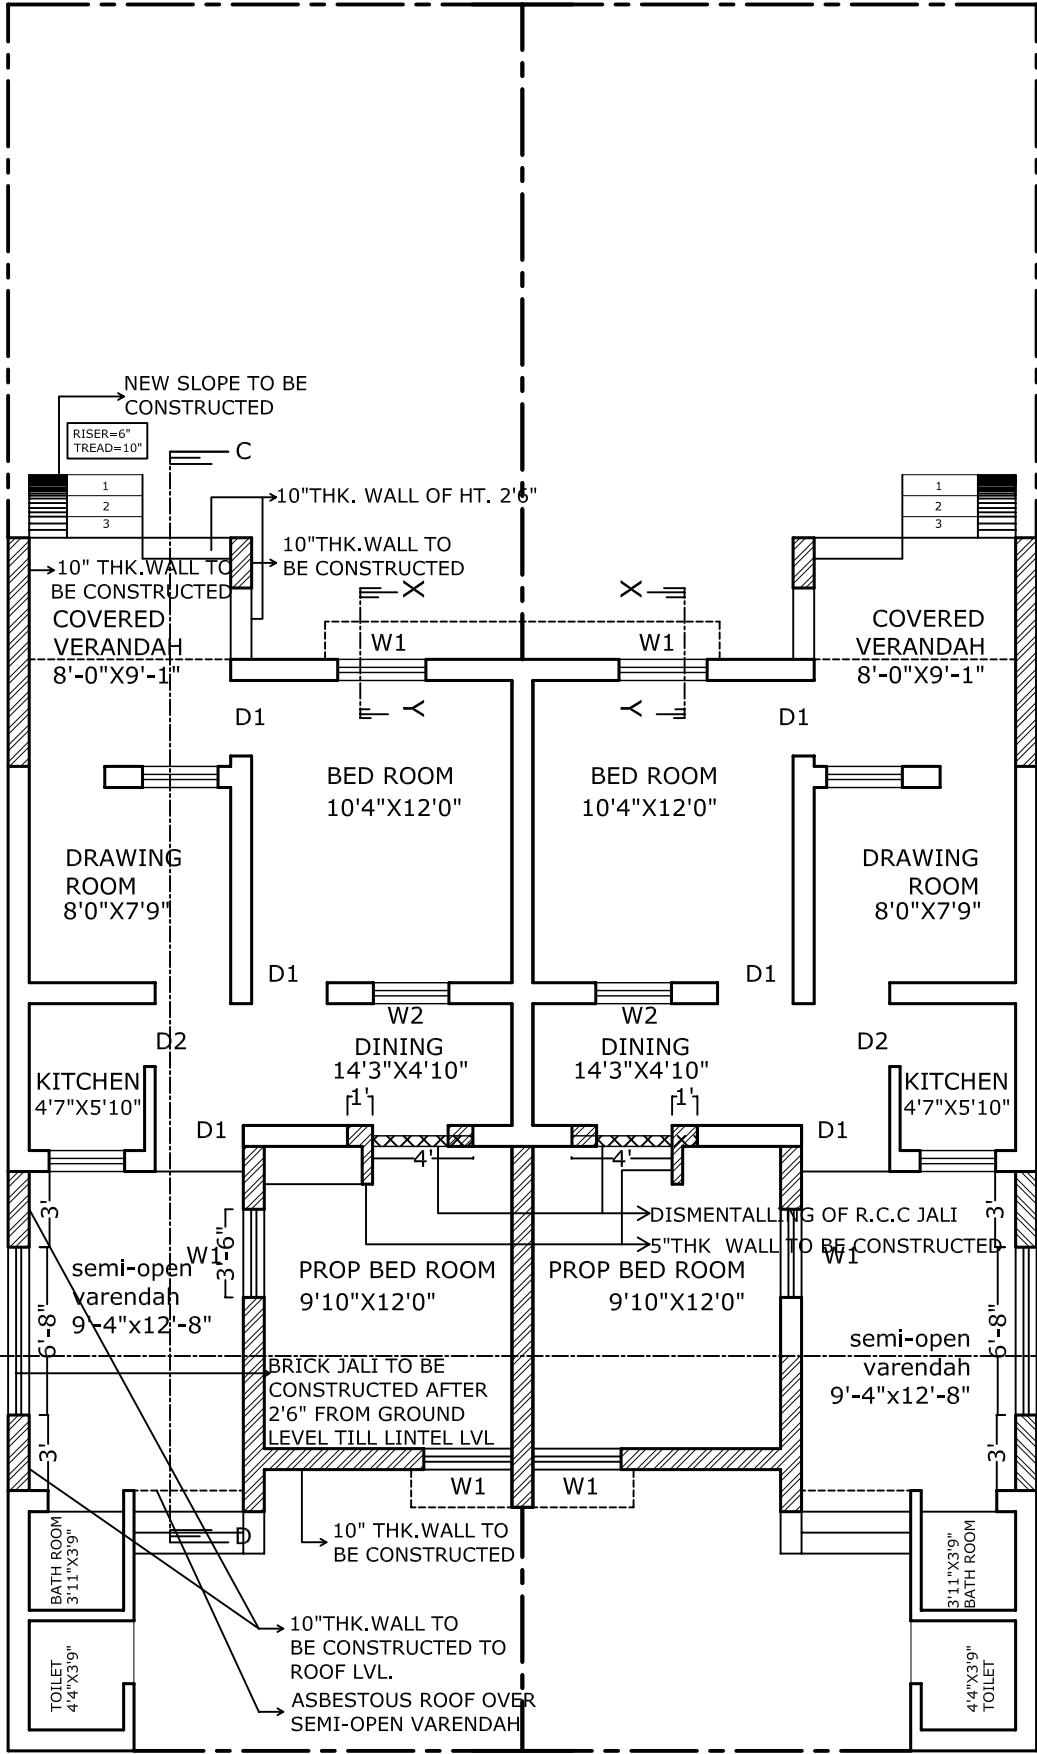 NEW SLOPE TO BE
CONSTRUCTED
RISER=6"
TREAD=10"
C
1
2
3
1
2
3
10"THK. WALL OF HT. 2'6"
10"THK.WALL TO
BE CONSTRUCTED
10" THK.WALL TO
BE CONSTRUCTED
X
X
COVERED
VERANDAH
8'-0"X9'-1"
W1
W1
COVERED
VERANDAH
8'-0"X9'-1"
Y
Y
D1
D1
BED ROOM
10'4"X12'0"
BED ROOM
10'4"X12'0"
DRAWING
ROOM
8'0"X7'9"
DRAWING
ROOM
8'0"X7'9"
D1
D1
W2
W2
D2
D2
DINING
14'3"X4'10"
DINING
14'3"X4'10"
KITCHEN
4'7"X5'10"
KITCHEN
4'7"X5'10"
1'
1'
D1
D1
4'
4'
3'
3'
DISMENTALLING OF R.C.C JALI
5"THK WALL TO BE CONSTRUCTED
W1
W1
3'-6"
semi-open
varendah
9'-4"x12'-8"
PROP BED ROOM
9'10"X12'0"
PROP BED ROOM
9'10"X12'0"
semi-open
varendah
9'-4"x12'-8"
6'-8"
6'-8"
BRICK JALI TO BE
CONSTRUCTED AFTER
2'6" FROM GROUND
LEVEL TILL LINTEL LVL
3'
3'
W1
W1
D
10" THK.WALL TO
BE CONSTRUCTED
BATH ROOM
3'11"X3'9"
3'11"X3'9"
BATH ROOM
10"THK.WALL TO
BE CONSTRUCTED TO
ROOF LVL.
TOILET
4'4"X3'9"
4'4"X3'9"
TOILET
ASBESTOUS ROOF OVER
SEMI-OPEN VARENDAH